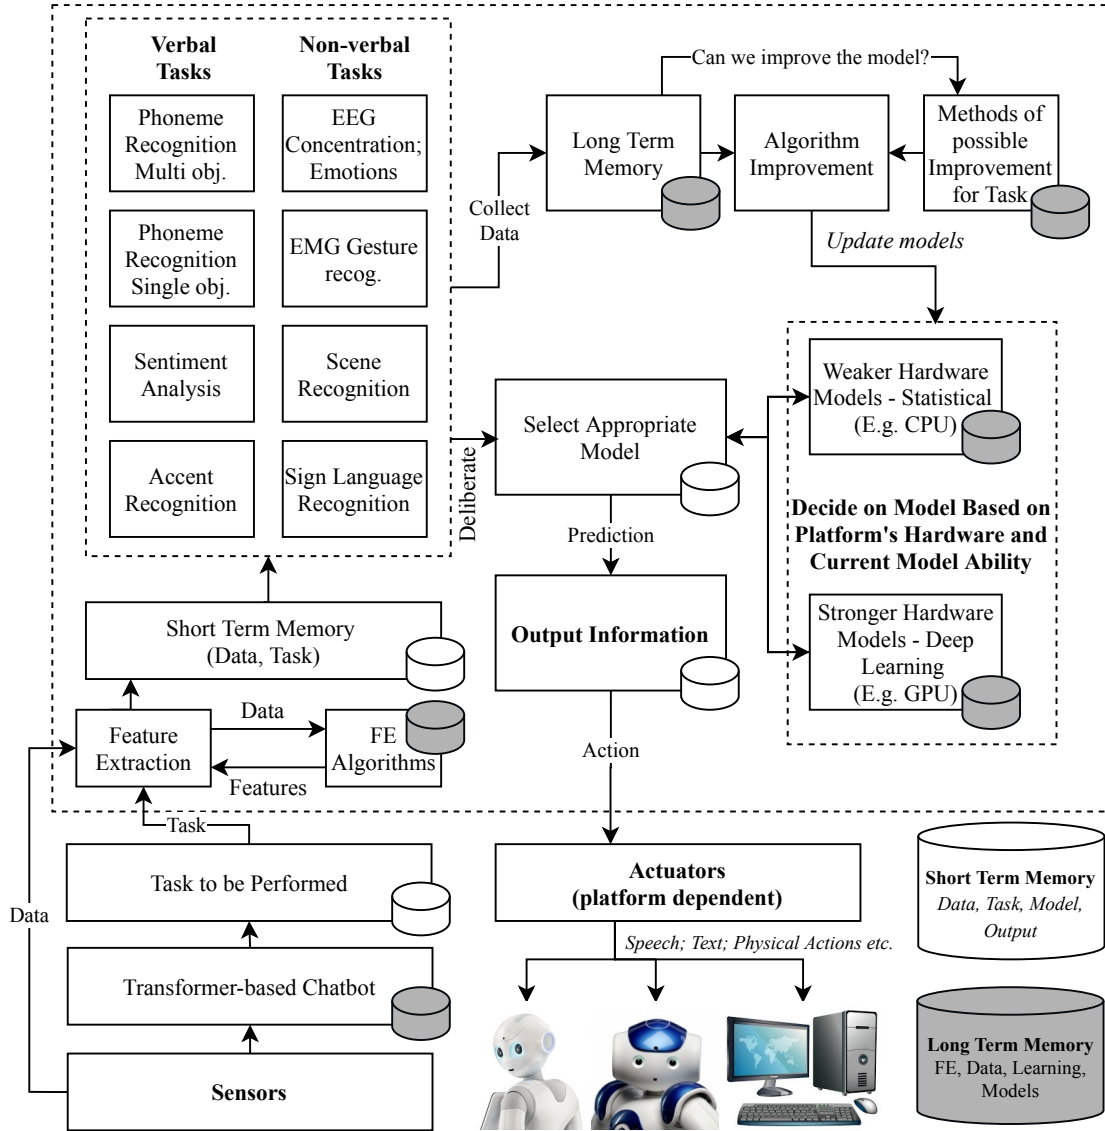 Verbal
Tasks
Non-verbal
Tasks
Phoneme
Recognition
Multi obj.
EEG
Concentration;
Emotions
Phoneme
Recognition
Single obj.
EMG Gesture
recog.
Sentiment
Analysis
Scene
Recognition
Accent
Recognition
Sign Language
Recognition
Can we improve the model?
Long Term
Memory
Algorithm
Improvement
Methods of
possible
Improvement
for Task
Collect
Data
Update models
Deliberate
Select Appropriate
Model
Weaker Hardware
Models - Statistical
(E.g. CPU)
Decide on Model Based on
Platform's Hardware and
Current Model Ability
Stronger Hardware
Models - Deep
Learning
(E.g. GPU)
Prediction
Output Information
Action
Short Term Memory
(Data, Task)
Feature
Extraction
Data
Features
FE
Algorithms
Task
Task to be Performed
Data
Transformer-based Chatbot
Sensors
Actuators
(platform dependent)
Speech; Text; Physical Actions etc.
Short Term Memory
Data, Task, Model,
Output
Long Term Memory
FE, Data, Learning,
Models